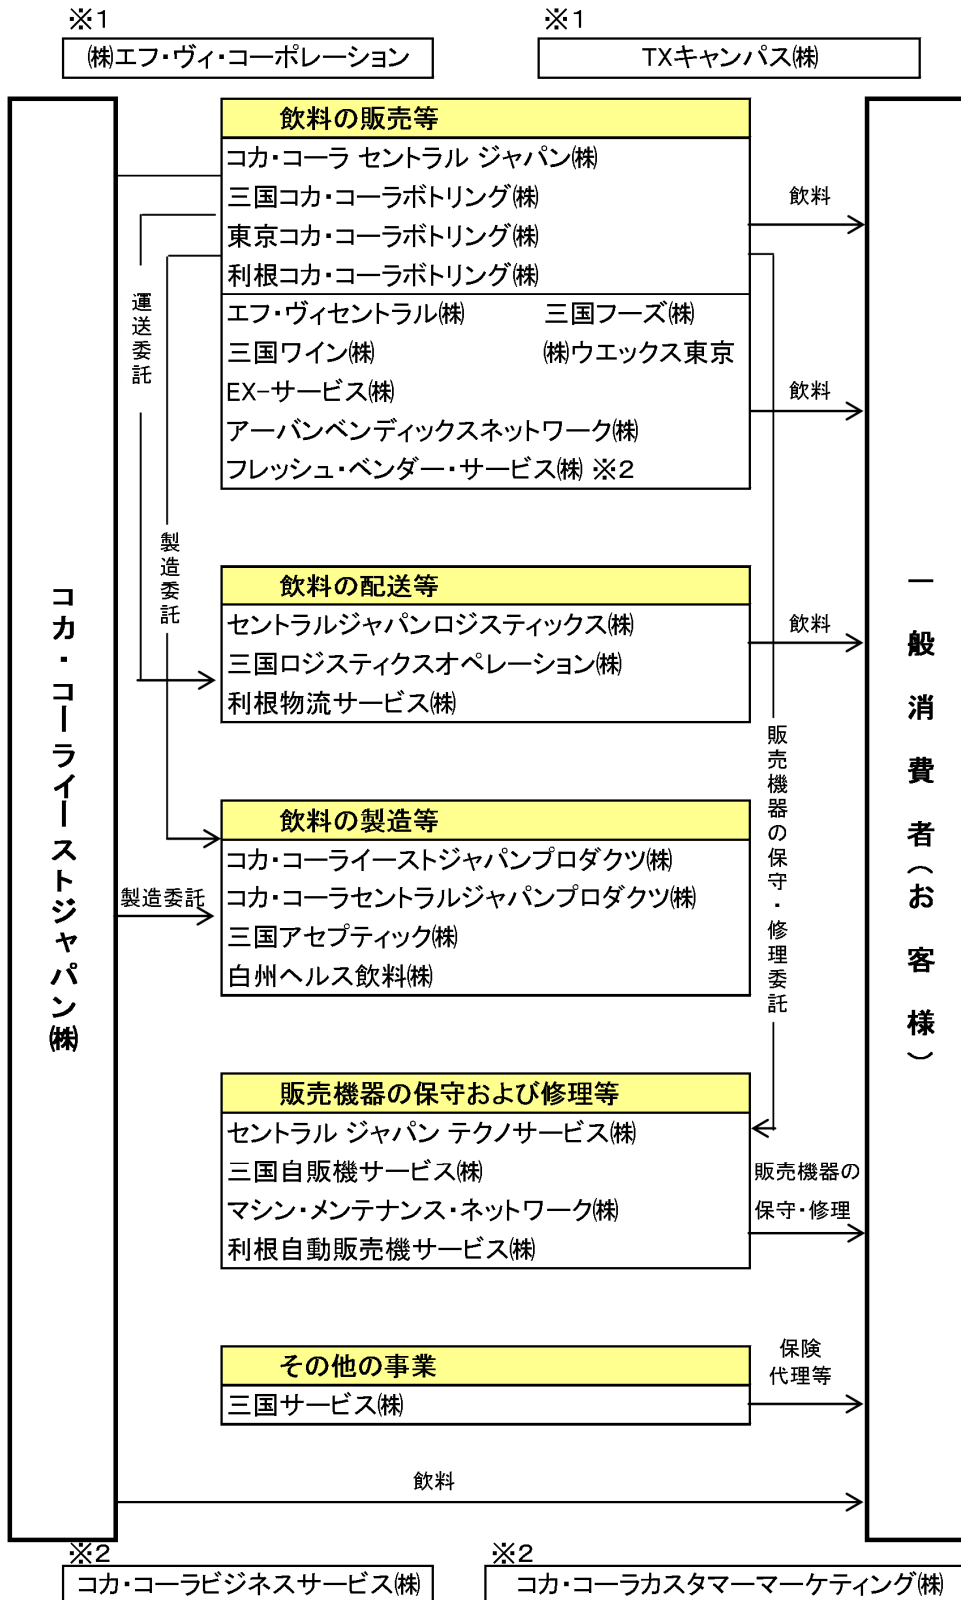 ※1
㈱エフ・ヴィ・コーポレーション
※1
TXキャンパス㈱
コカ・コーライーストジャパン㈱
飲料の販売等
コカ・コーラ セントラル ジャパン㈱
三国コカ・コーラボトリング㈱
東京コカ・コーラボトリング㈱
利根コカ・コーラボトリング㈱
エフ・ヴィセントラル㈱ 三国フーズ㈱
三国ワイン㈱ ㈱ウエックス東京
EX-サービス㈱
アーバンベンディックスネットワーク㈱
フレッシュ・ベンダー・サービス㈱ ※2
飲料
飲料
運送委託
製造委託
飲料の配送等
セントラルジャパンロジスティックス㈱
三国ロジスティクスオペレーション㈱
利根物流サービス㈱
飲料
販売機器の保守・修理委託
飲料の製造等
コカ・コーライーストジャパンプロダクツ㈱
コカ・コーラセントラルジャパンプロダクツ㈱
三国アセプティック㈱
白州ヘルス飲料㈱
製造委託
販売機器の保守および修理等
セントラル ジャパン テクノサービス㈱
三国自販機サービス㈱
マシン・メンテナンス・ネットワーク㈱
利根自動販売機サービス㈱
販売機器の
保守・修理
その他の事業
三国サービス㈱
保険
代理等
飲料
一般消費者(お客様)
※2
コカ・コーラビジネスサービス㈱
※2
コカ・コーラカスタマーマーケティング㈱